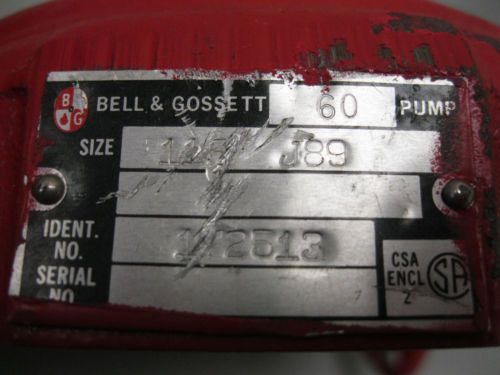 B&G BELL & GOSSETT 60 PUMP
SIZE J89
IDENT. NO.
SERIAL NO.
CSA ENCL 2 SA